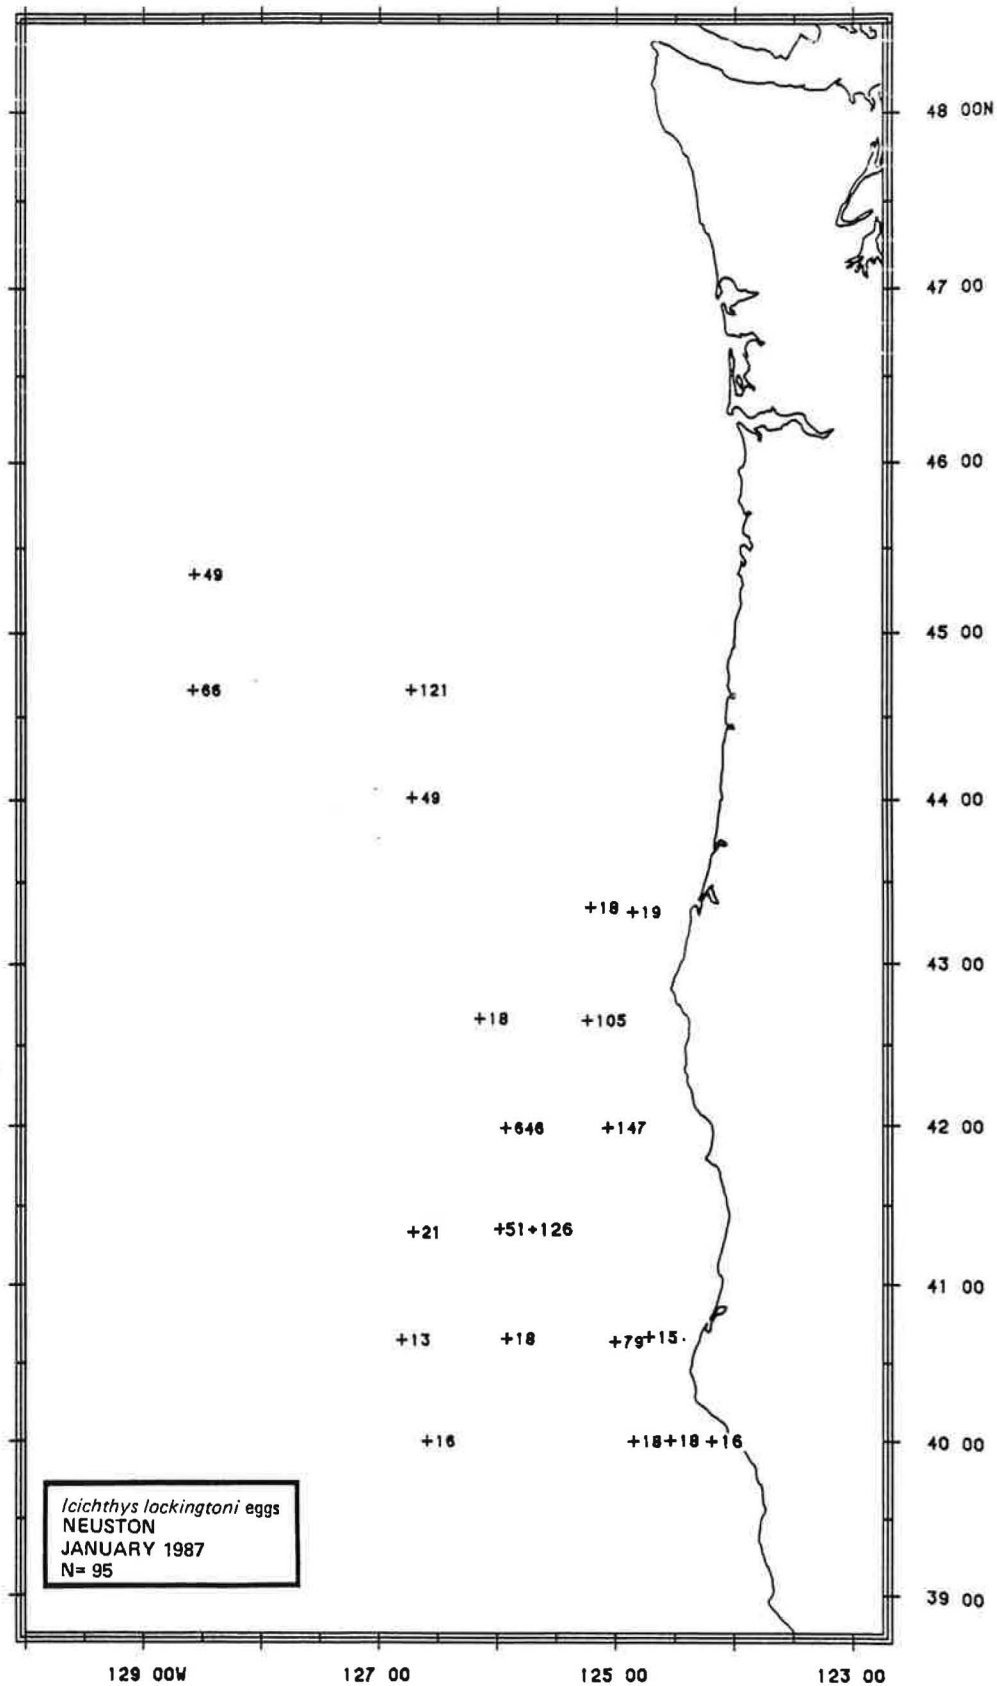 48 00N
47 00
46 00
+49
45 00
+66 +121
+49 44 00
+18 +19
43 00
+18 +105
+646 +147 42 00
+21 +51+126
41 00
+13 +18 +79+15
+16 +18+18 +16 40 00
Icichthys lockingtoni eggs
NEUSTON
JANUARY 1987
N= 95
39 00
129 00W 127 00 125 00 123 00